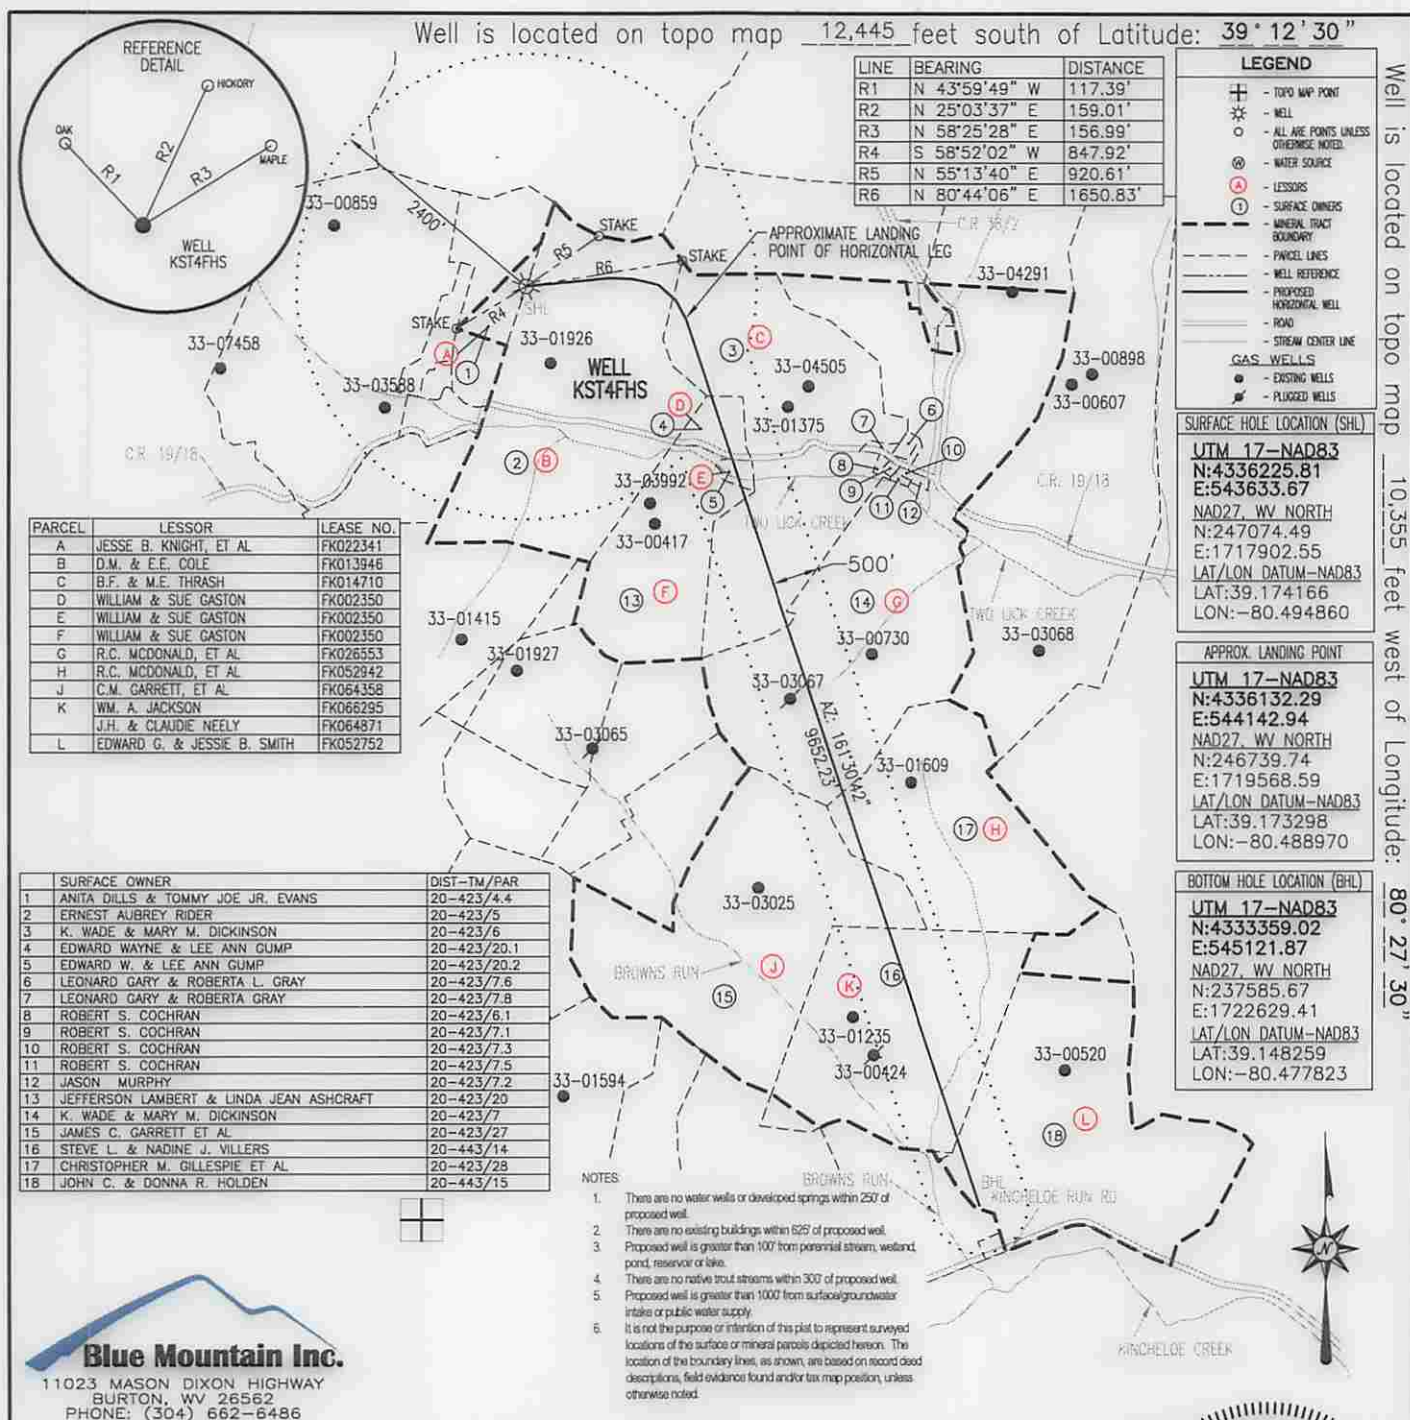 Well is located on topo map 12,445 feet south of Latitude: 39° 12' 30"
Well is located on topo map 10,355 feet west of Longitude: 80° 27' 30"
REFERENCE
DETAIL
HICKORY
OAK
MAPLE
R1
R2
R3
WELL
KST4FHS
LINE BEARING DISTANCE
R1 N 43°59'49" W 117.39'
R2 N 25°03'37" E 159.01'
R3 N 58°25'28" E 156.99'
R4 S 58°52'02" W 847.92'
R5 N 55°13'40" E 920.61'
R6 N 80°44'06" E 1650.83'
LEGEND
- TOPO MAP POINT
- WELL
- ALL ARE POINTS UNLESS
OTHERWISE NOTED.
W - WATER SOURCE
A - LESSORS
1 - SURFACE OWNERS
- MINERAL TRACT
BOUNDARY
- PARCEL LINES
- WELL REFERENCE
- PROPOSED
HORIZONTAL WELL
- ROAD
- STREAM CENTER LINE
GAS WELLS
- EXISTING WELLS
- PLUGGED WELLS
SURFACE HOLE LOCATION (SHL)
UTM 17-NAD83
N:4336225.81
E:543633.67
NAD27, WV NORTH
N:247074.49
E:1717902.55
LAT/LON DATUM-NAD83
LAT:39.174166
LON:-80.494860
APPROX. LANDING POINT
UTM 17-NAD83
N:4336132.29
E:544142.94
NAD27, WV NORTH
N:246739.74
E:1719568.59
LAT/LON DATUM-NAD83
LAT:39.173298
LON:-80.488970
BOTTOM HOLE LOCATION (BHL)
UTM 17-NAD83
N:4333359.02
E:545121.87
NAD27, WV NORTH
N:237585.67
E:1722629.41
LAT/LON DATUM-NAD83
LAT:39.148259
LON:-80.477823
33-00859
2400'
STAKE
R5
R6
STAKE
APPROXIMATE LANDING
POINT OF HORIZONTAL LEG
C.R. 35/2
33-04291
SHL
STAKE
R4
33-07458
33-01926
A
1
WELL
KST4FHS
3
C
33-04505
33-00898
33-00607
33-03588
33-01375
D
4
7
6
C.R. 19/18
2
B
E
5
8
9
10
11
12
33-03992
TWO LICK CREEK
C.R. 19/18
33-00417
500'
13
F
14
G
TWO LICK CREEK
33-03068
33-01415
33-01927
33-00730
33-03067
AZ: 161°30'42"
9652.23'
33-03065
33-01609
17
H
33-03025
BROWNS RUN
J
15
K
16
33-01235
33-00424
33-00520
L
18
33-01594
BROWNS RUN
BHL
KINCHELOE RUN RD
KINCHELOE CREEK
N
PARCEL LESSOR LEASE NO.
A JESSE B. KNIGHT, ET AL FK022341
B D.M. & E.E. COLE FK013946
C B.F. & M.E. THRASH FK014710
D WILLIAM & SUE GASTON FK002350
E WILLIAM & SUE GASTON FK002350
F WILLIAM & SUE GASTON FK002350
G R.C. MCDONALD, ET AL FK026553
H R.C. MCDONALD, ET AL FK052942
J C.M. GARRETT, ET AL FK064358
K WM. A. JACKSON FK066295
J.H. & CLAUDIE NEELY FK064871
L EDWARD G. & JESSIE B. SMITH FK052752
SURFACE OWNER DIST-TM/PAR
1 ANITA DILLS & TOMMY JOE JR. EVANS 20-423/4.4
2 ERNEST AUBREY RIDER 20-423/5
3 K. WADE & MARY M. DICKINSON 20-423/6
4 EDWARD WAYNE & LEE ANN GUMP 20-423/20.1
5 EDWARD W. & LEE ANN GUMP 20-423/20.2
6 LEONARD GARY & ROBERTA L. GRAY 20-423/7.6
7 LEONARD GARY & ROBERTA GRAY 20-423/7.8
8 ROBERT S. COCHRAN 20-423/6.1
9 ROBERT S. COCHRAN 20-423/7.1
10 ROBERT S. COCHRAN 20-423/7.3
11 ROBERT S. COCHRAN 20-423/7.5
12 JASON MURPHY 20-423/7.2
13 JEFFERSON LAMBERT & LINDA JEAN ASHCRAFT 20-423/20
14 K. WADE & MARY M. DICKINSON 20-423/7
15 JAMES C. GARRETT ET AL 20-423/27
16 STEVE L. & NADINE J. VILLERS 20-443/14
17 CHRISTOPHER M. GILLESPIE ET AL 20-423/28
18 JOHN C. & DONNA R. HOLDEN 20-443/15
NOTES:
1. There are no water wells or developed springs within 250' of
proposed well.
2. There are no existing buildings within 625' of proposed well.
3. Proposed well is greater than 100' from perennial stream, wetland,
pond, reservoir or lake.
4. There are no native trout streams within 300' of proposed well.
5. Proposed well is greater than 1000' from surface/groundwater
intake or public water supply.
6. It is not the purpose or intention of this plat to represent surveyed
locations of the surface or mineral parcels depicted hereon. The
location of the boundary lines, as shown, are based on record deed
descriptions, field evidence found and/or tax map position, unless
otherwise noted.
Blue Mountain Inc.
11023 MASON DIXON HIGHWAY
BURTON, WV 26562
PHONE: (304) 662-6486